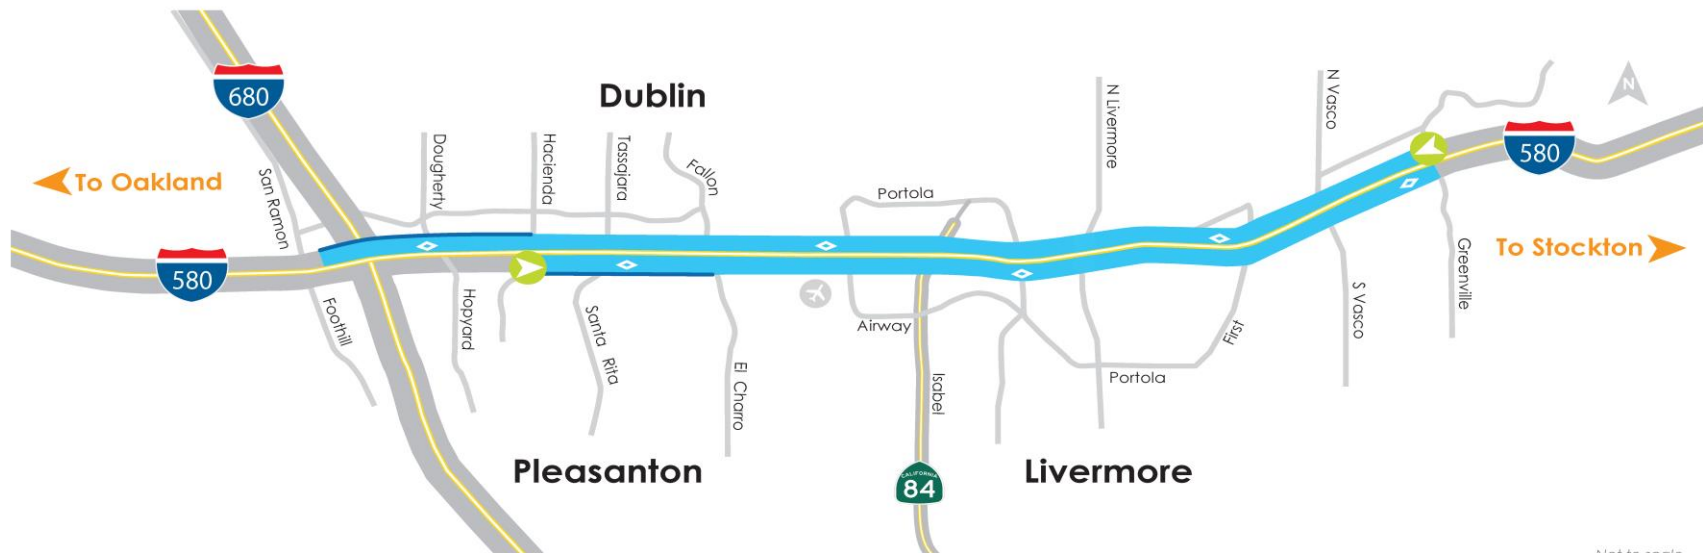 680
Dublin
To Oakland
San Ramon
Dougherty
Hacienda
Tassajara
Fallon
Portola
N Livermore
N Vasco
N
580
To Stockton
580
Foothill
Hopyard
Santa Rita
El Charro
Airway
Isabel
First
Portola
S Vasco
Greenville
Pleasanton
CALIFORNIA
84
Livermore